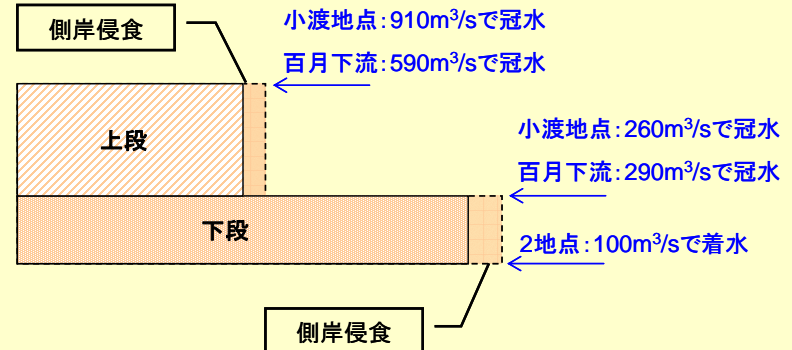 側岸侵食
小渡地点:910m³/sで冠水
百月下流:590m³/sで冠水
上段
小渡地点:260m³/sで冠水
百月下流:290m³/sで冠水
下段
2地点:100m³/sで着水
側岸侵食